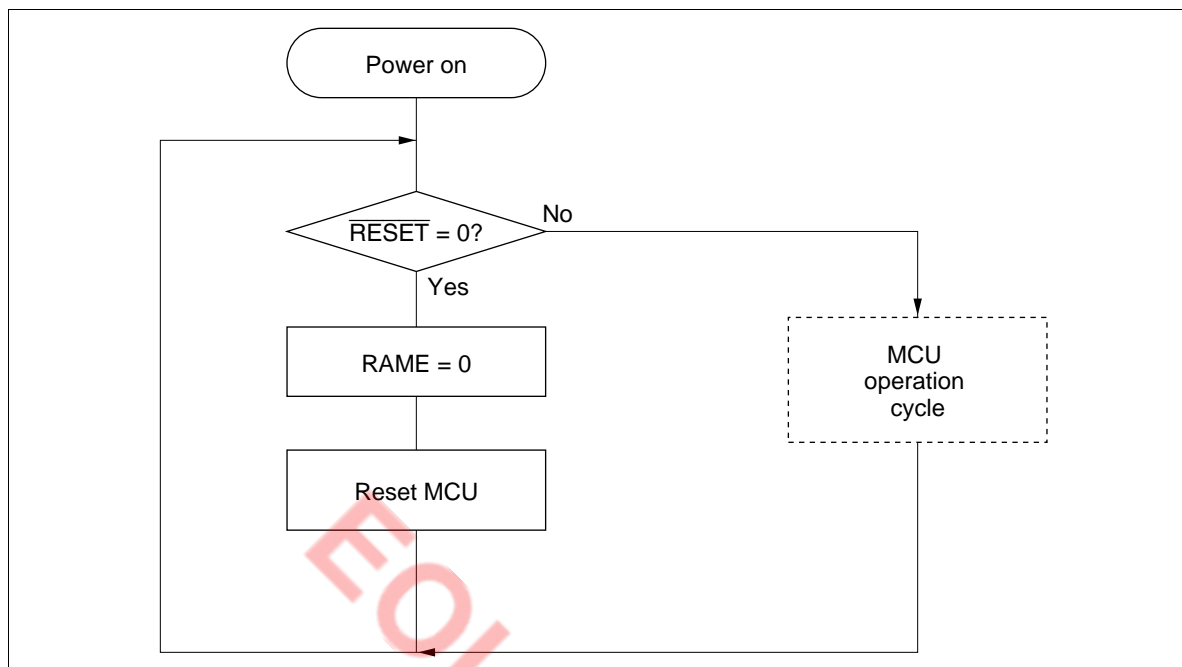 Power on
RESET = 0?
No
Yes
RAME = 0
MCU
operation
cycle
Reset MCU